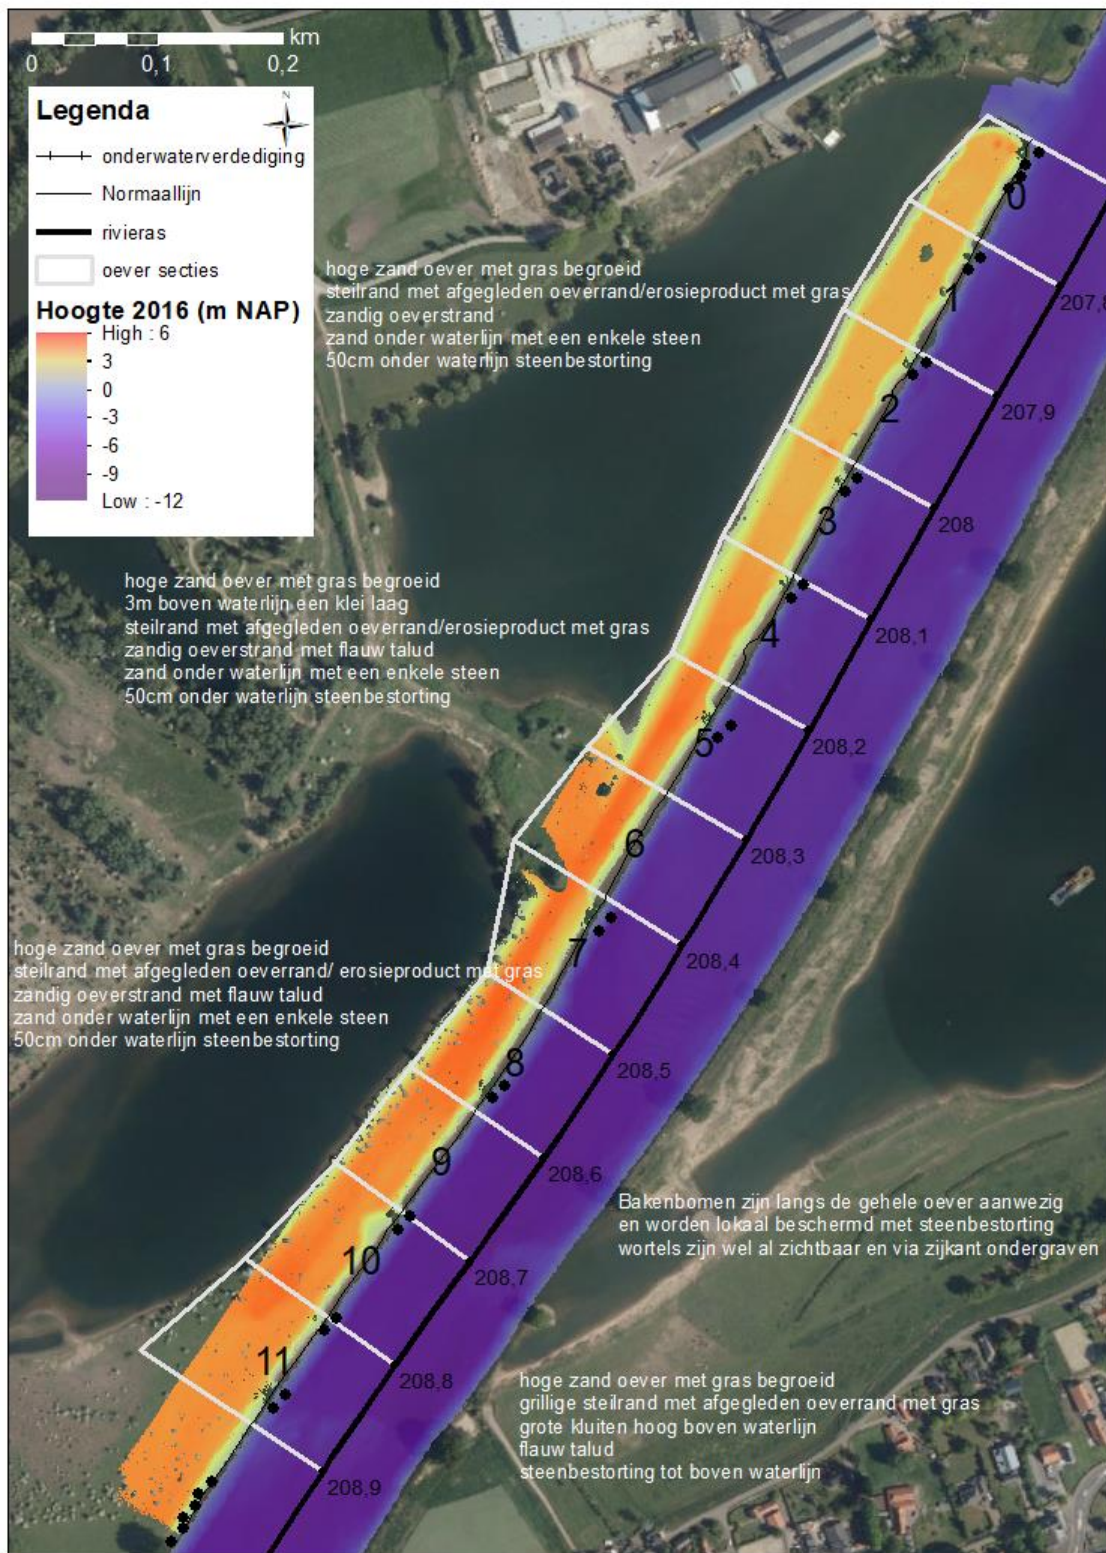 km
0 0,1 0,2
Legenda
N
onderwaterverdediging
Normaallijn
rivieras
oever secties
Hoogte 2016 (m NAP)
High : 6
3
0
-3
-6
-9
Low : -12
hoge zand oever met gras begroeid
steilrand met afgegleden oeverrand/erosieproduct met gras
zandig oeverstrand
zand onder waterlijn met een enkele steen
50cm onder waterlijn steenbestorting
hoge zand oever met gras begroeid
3m boven waterlijn een klei laag
steilrand met afgegleden oeverrand/erosieproduct met gras
zandig oeverstrand met flauw talud
zand onder waterlijn met een enkele steen
50cm onder waterlijn steenbestorting
hoge zand oever met gras begroeid
steilrand met afgegleden oeverrand/ erosieproduct met gras
zandig oeverstrand met flauw talud
zand onder waterlijn met een enkele steen
50cm onder waterlijn steenbestorting
Bakenbomen zijn langs de gehele oever aanwezig
en worden lokaal beschermd met steenbestorting
wortels zijn wel al zichtbaar en via zijkant ondergraven
hoge zand oever met gras begroeid
grillige steilrand met afgegleden oeverrand met gras
grote kluiten hoog boven waterlijn
flauw talud
steenbestorting tot boven waterlijn
0
1
2
3
4
5
6
7
8
9
10
11
207,8
207,9
208
208,1
208,2
208,3
208,4
208,5
208,6
208,7
208,8
208,9